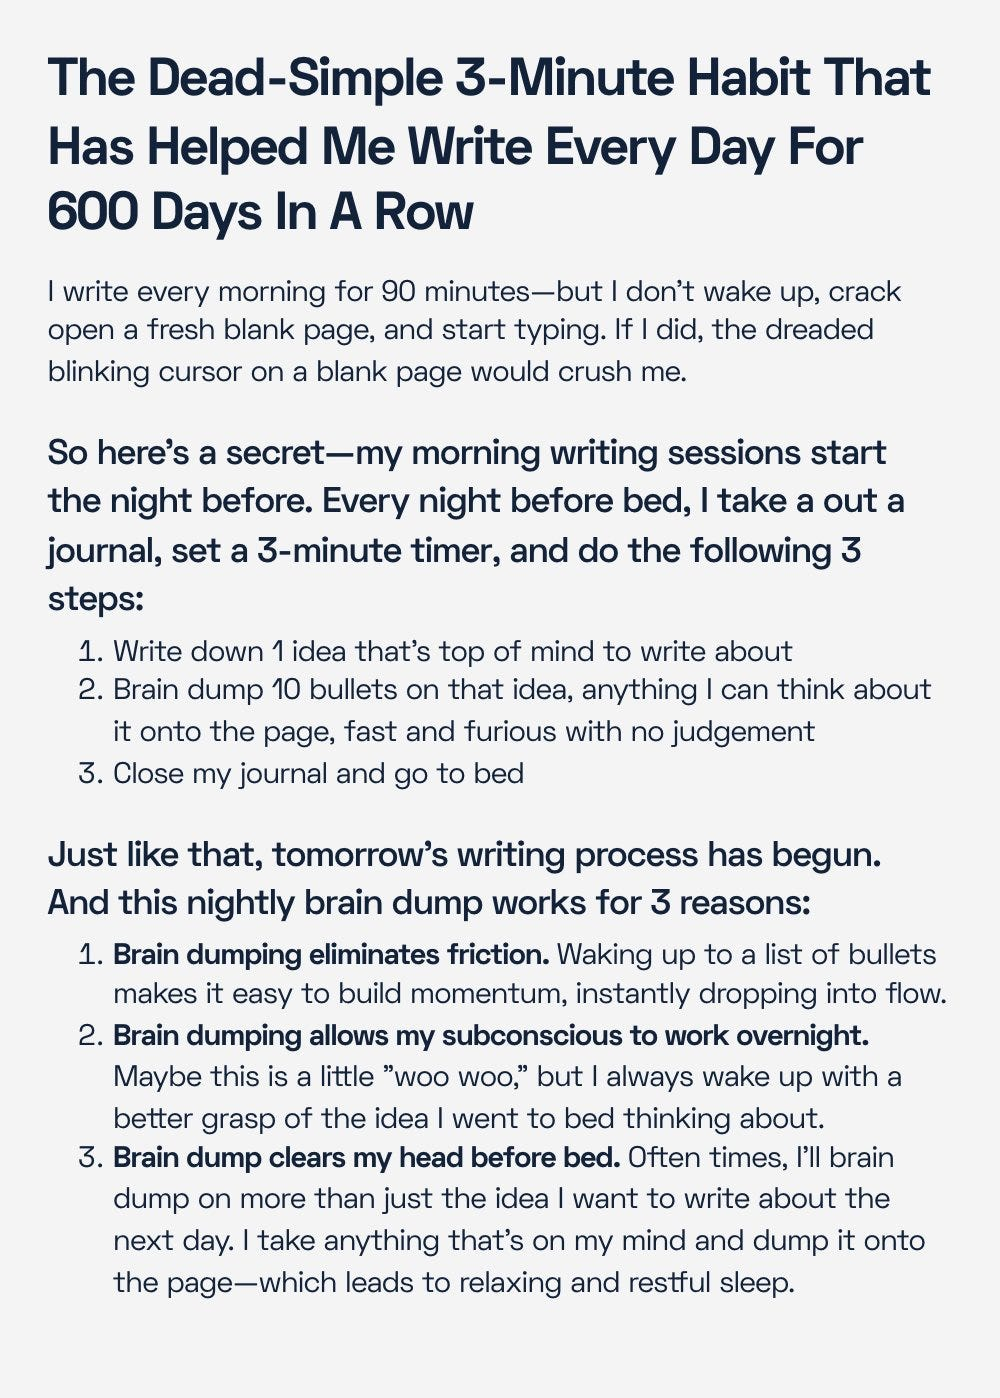 The Dead-Simple 3-Minute Habit That
Has Helped Me Write Every Day For
600 Days In A Row
I write every morning for 90 minutes—but I don’t wake up, crack
open a fresh blank page, and start typing. If I did, the dreaded
blinking cursor on a blank page would crush me.
So here’s a secret—my morning writing sessions start
the night before. Every night before bed, I take a out a
journal, set a 3-minute timer, and do the following 3
steps:
1. Write down 1 idea that’s top of mind to write about
2. Brain dump 10 bullets on that idea, anything I can think about
it onto the page, fast and furious with no judgement
3. Close my journal and go to bed
Just like that, tomorrow’s writing process has begun.
And this nightly brain dump works for 3 reasons:
1. Brain dumping eliminates friction. Waking up to a list of bullets
makes it easy to build momentum, instantly dropping into flow.
2. Brain dumping allows my subconscious to work overnight.
Maybe this is a little ”woo woo,” but I always wake up with a
better grasp of the idea I went to bed thinking about.
3. Brain dump clears my head before bed. Often times, I’ll brain
dump on more than just the idea I want to write about the
next day. I take anything that’s on my mind and dump it onto
the page—which leads to relaxing and restful sleep.